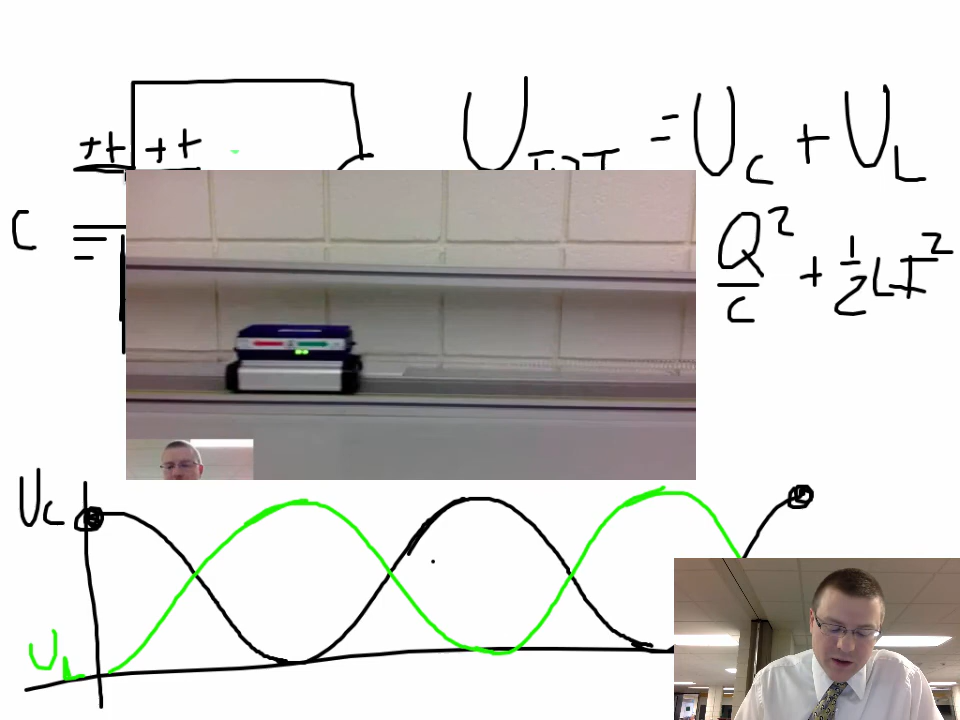 ++ ++
U_TOT = U_C + U_L
C
Q²/C + ½LI²
U_C
U_L